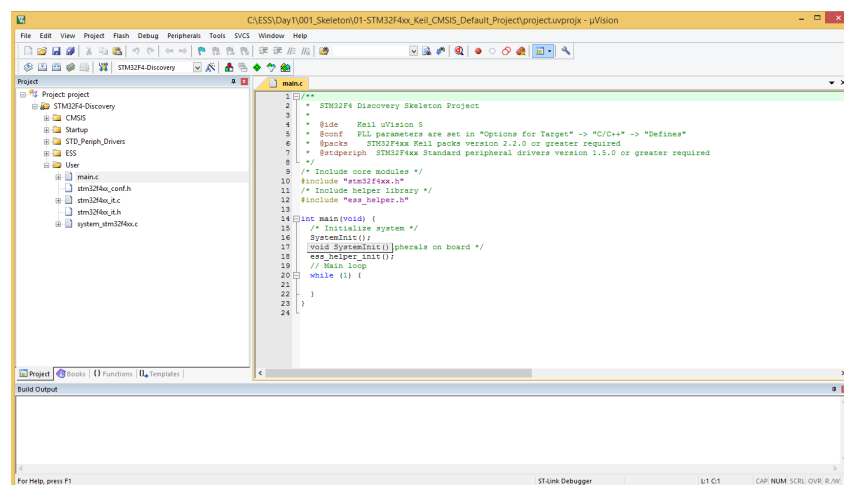 C:\ESS\Day1\001_Skeleton\01-STM32F4xx_Keil_CMSIS_Default_Project\project.uvprojx - µVision
File Edit View Project Flash Debug Peripherals Tools SVCS Window Help
STM32F4-Discovery
Project
main.c
Project: project
STM32F4-Discovery
CMSIS
Startup
STD_Periph_Drivers
ESS
User
main.c
stm32f4xx_conf.h
stm32f4xx_it.c
stm32f4xx_it.h
system_stm32f4xx.c
1 /**
2 * STM32F4 Discovery Skeleton Project
3 *
4 * @ide Keil uVision 5
5 * @conf PLL parameters are set in "Options for Target" -> "C/C++" -> "Defines"
6 * @packs STM32F4xx Keil packs version 2.2.0 or greater required
7 * @stdperiph STM32F4xx Standard peripheral drivers version 1.5.0 or greater required
8 */
9 /* Include core modules */
10 #include "stm32f4xx.h"
11 /* Include helper library */
12 #include "ess_helper.h"
13
14 int main(void) {
15 /* Initialize system */
16 SystemInit();
17 void SystemInit() pherals on board */
18 ess_helper_init();
19 // Main loop
20 while (1) {
21
22 }
23 }
24
Project Books {} Functions 0 Templates
Build Output
For Help, press F1 ST-Link Debugger L:1 C:1 CAP NUM SCRL OVR R/W